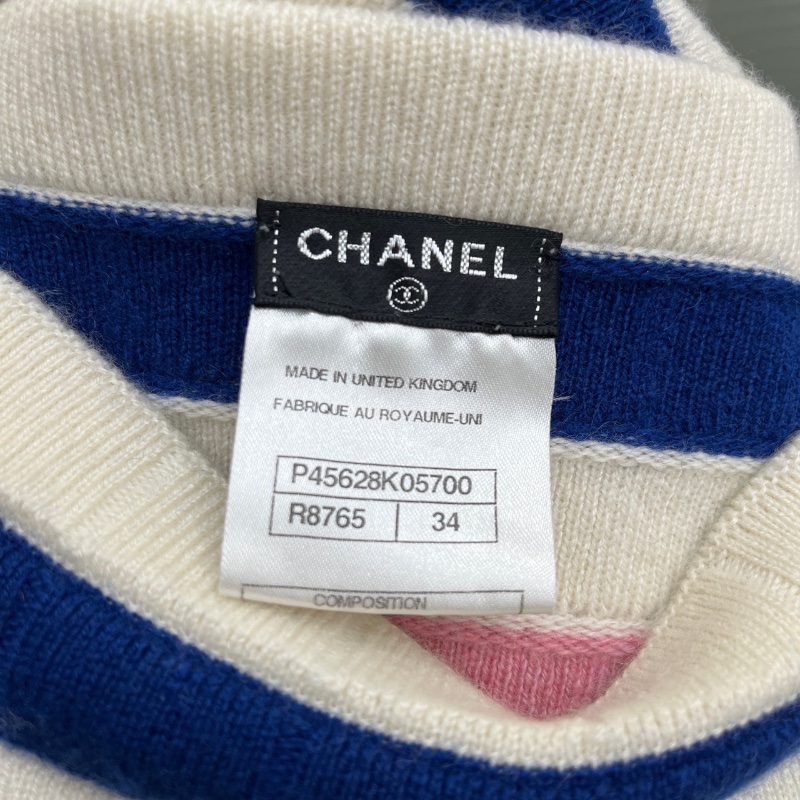 CHANEL
MADE IN UNITED KINGDOM
FABRIQUE AU ROYAUME-UNI
P45628K05700
R8765 34
COMPOSITION